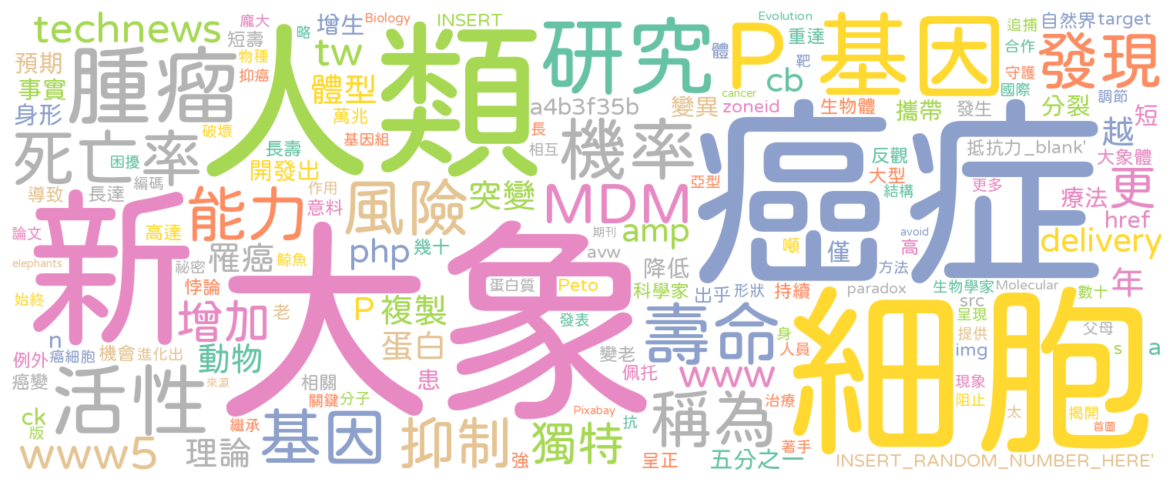 technews
短壽
增生
Biology
INSERT
Evolution
自然界
target
龐大
略
體
重達
追捕
合作
預期
物種
抑癌
tw
靶
守護
國際
發現
腫瘤
人類
研究
P
基因
cb
事實
體型
cancer
調節
身形
破壞
萬兆
a4b3f35b
變異
zoneid
生物體
攜帶
發生
分裂
短
死亡率
基因組
長
相互
機率
癌症
越
困擾
長壽
開發出
抵抗力_blank'
反觀
大型
大象體
更
導致
長達
編碼
作用
意料
風險
突變
亞型
結構
更多
療法
href
新
能力
MDM
論文
高達
php
幾十
期刊
amp
噸
僅
高
avoid
delivery
elephants
祕密
鯨魚
罹癌
大象
avw
降低
方法
始終
悖論
蛋白質
Peto
科學家
出乎
形狀
持續
paradox
生物學家
Molecular
數十
年
增加
老
P
複製
發表
壽命
src
呈現
細胞
父母
n
癌細胞
機會
進化出
蛋白
身
人員
提供
img
s
a
例外
動物
變老
佩托
www
現象
癌變
來源
相關
患
阻止
太
揭開
活性
關鍵
分子
Pixabay
抗
稱為
治療
首圖
ck
版
繼承
基因
抑制
強
獨特
著手
www5
理論
呈正
五分之一
INSERT_RANDOM_NUMBER_HERE'